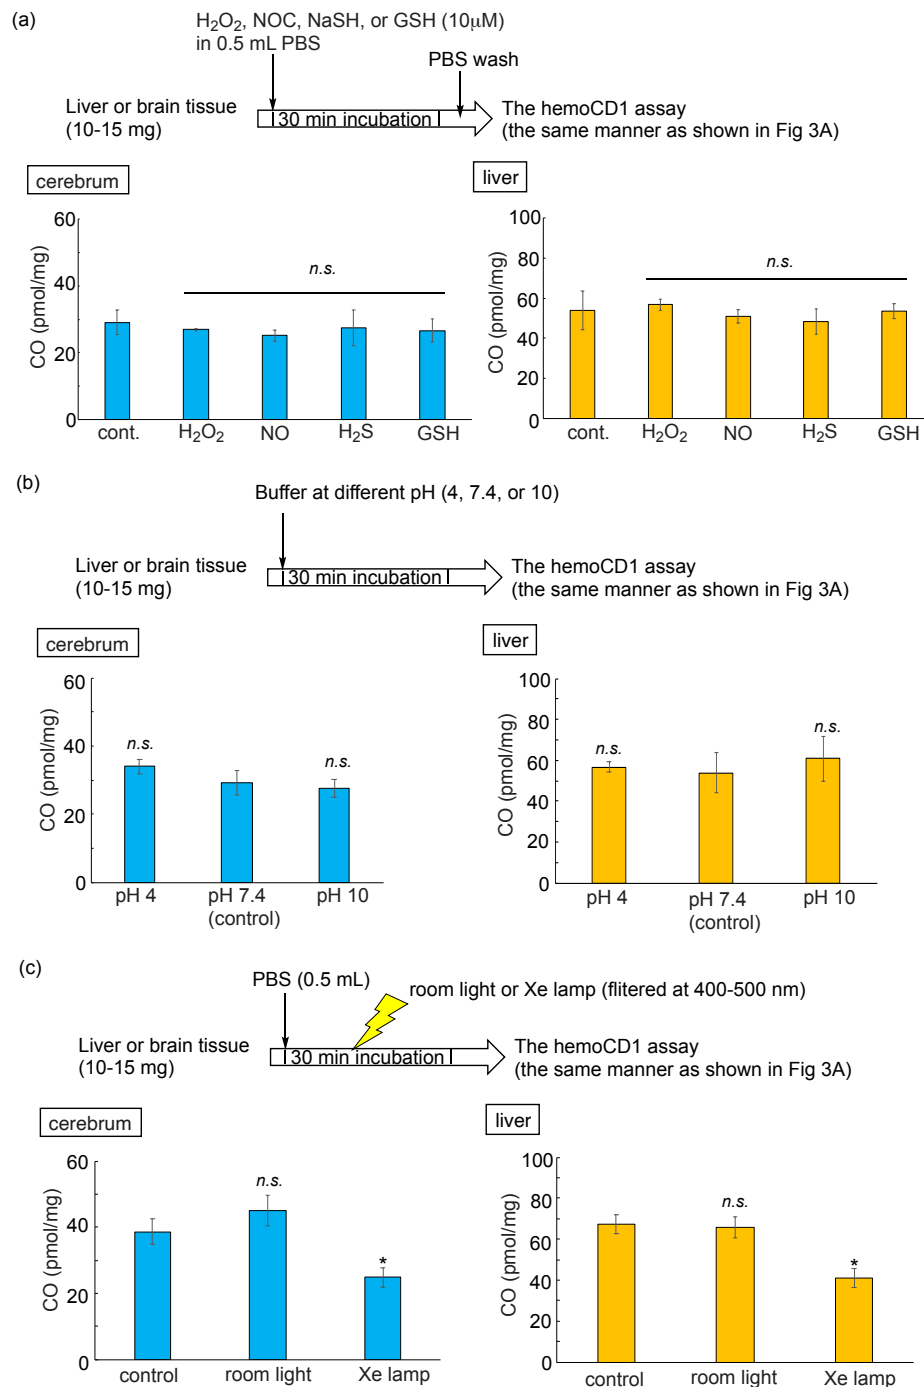 (a)
H₂O₂, NOC, NaSH, or GSH (10μM)
in 0.5 mL PBS
PBS wash
Liver or brain tissue
(10-15 mg)
30 min incubation
The hemoCD1 assay
(the same manner as shown in Fig 3A)
cerebrum
CO (pmol/mg)
60
40
20
0
n.s.
cont.
H₂O₂
NO
H₂S
GSH
liver
CO (pmol/mg)
100
80
60
40
20
0
n.s.
cont.
H₂O₂
NO
H₂S
GSH
(b)
Buffer at different pH (4, 7.4, or 10)
Liver or brain tissue
(10-15 mg)
30 min incubation
The hemoCD1 assay
(the same manner as shown in Fig 3A)
cerebrum
CO (pmol/mg)
60
40
20
0
n.s.
n.s.
pH 4
pH 7.4
(control)
pH 10
liver
CO (pmol/mg)
100
80
60
40
20
0
n.s.
n.s.
pH 4
pH 7.4
(control)
pH 10
(c)
PBS (0.5 mL)
room light or Xe lamp (flitered at 400-500 nm)
Liver or brain tissue
(10-15 mg)
30 min incubation
The hemoCD1 assay
(the same manner as shown in Fig 3A)
cerebrum
CO (pmol/mg)
60
40
20
0
n.s.
*
control
room light
Xe lamp
liver
CO (pmol/mg)
100
80
60
40
20
0
n.s.
*
control
room light
Xe lamp